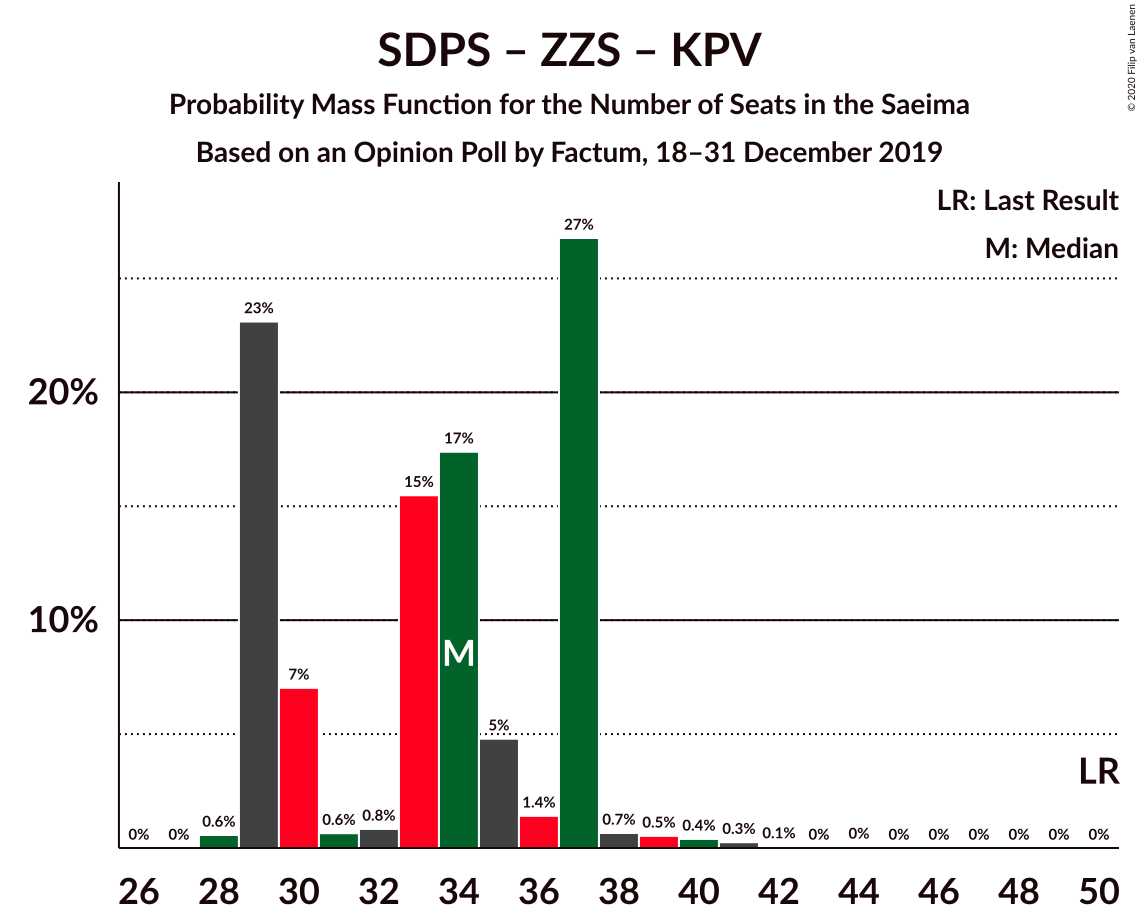 SDPS – ZZS – KPV
Probability Mass Function for the Number of Seats in the Saeima
Based on an Opinion Poll by Factum, 18–31 December 2019
© 2020 Filip van Laenen
LR: Last Result
M: Median
20%
10%
0% 0% 0.6% 23% 7% 0.6% 0.8% 15% 17% 5% 1.4% 27% 0.7% 0.5% 0.4% 0.3% 0.1% 0% 0% 0% 0% 0% 0% 0% 0%
M
LR
26 28 30 32 34 36 38 40 42 44 46 48 50